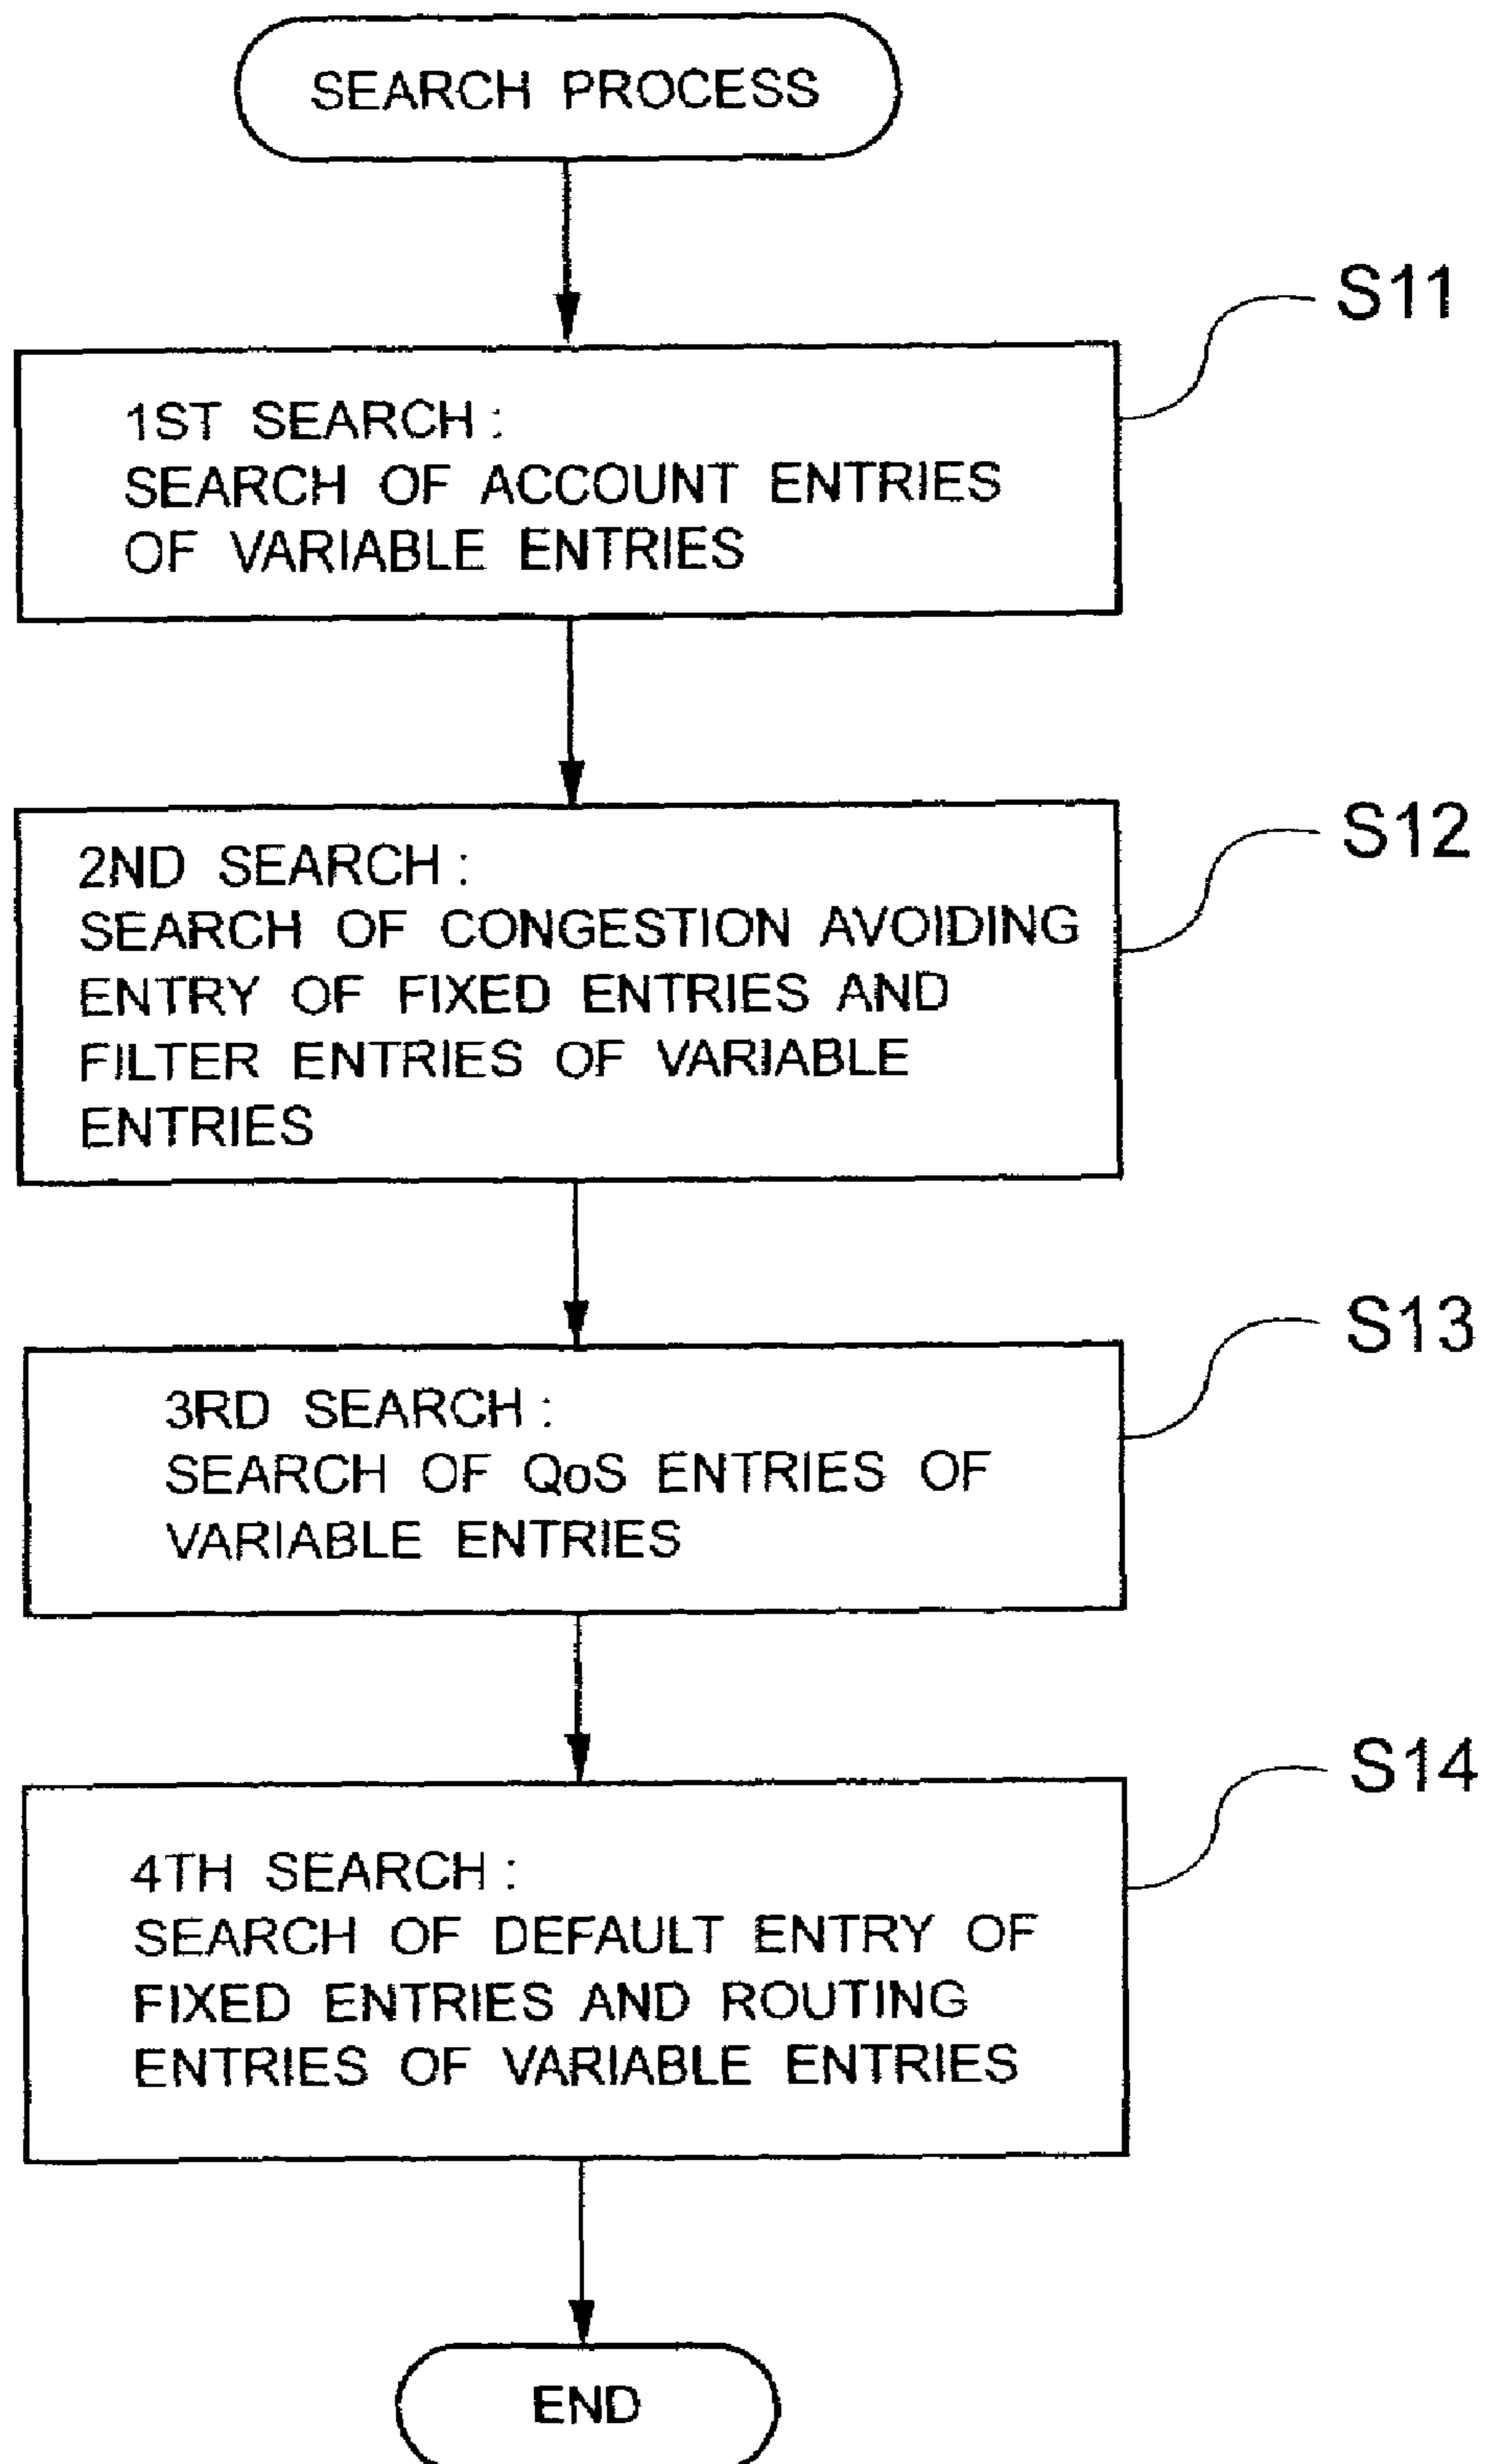 SEARCH PROCESS
S11
1ST SEARCH :
SEARCH OF ACCOUNT ENTRIES
OF VARIABLE ENTRIES
S12
2ND SEARCH :
SEARCH OF CONGESTION AVOIDING
ENTRY OF FIXED ENTRIES AND
FILTER ENTRIES OF VARIABLE
ENTRIES
S13
3RD SEARCH :
SEARCH OF QoS ENTRIES OF
VARIABLE ENTRIES
S14
4TH SEARCH :
SEARCH OF DEFAULT ENTRY OF
FIXED ENTRIES AND ROUTING
ENTRIES OF VARIABLE ENTRIES
END